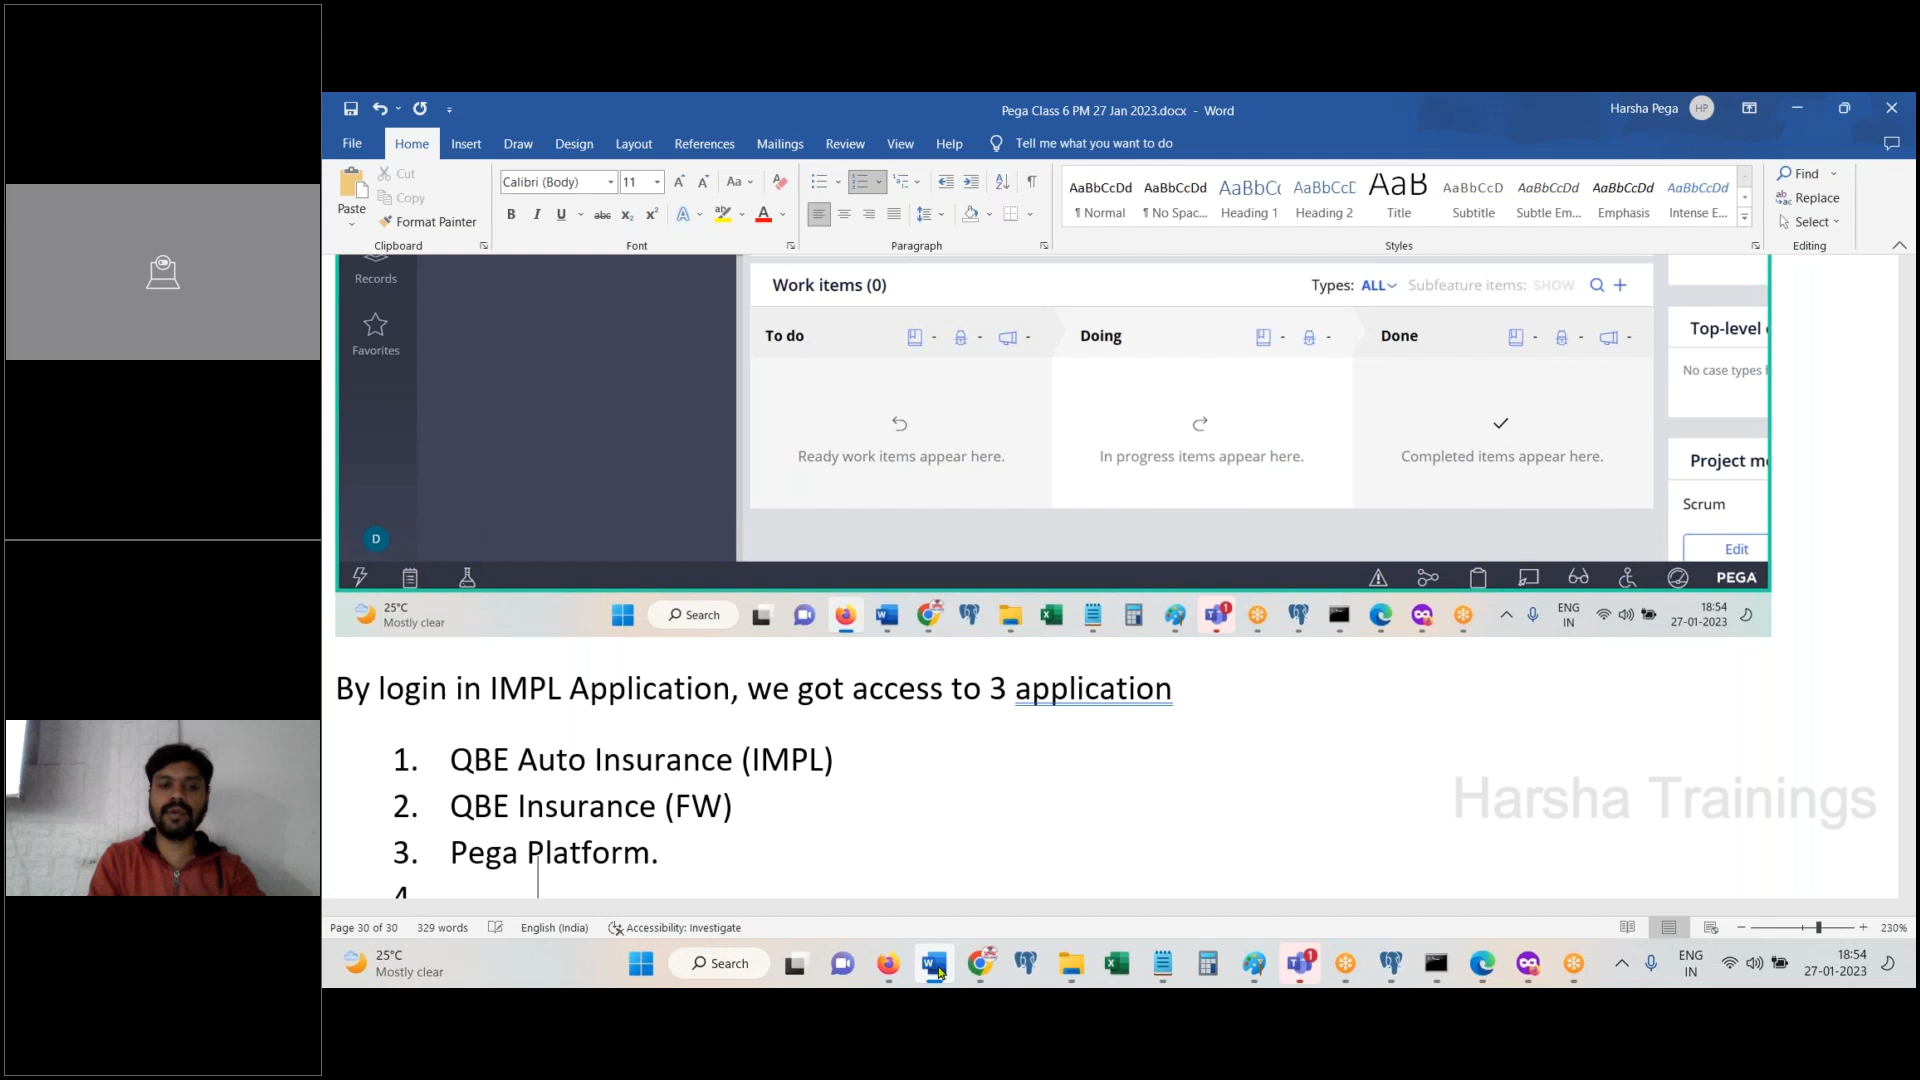 Pega Class 6 PM 27 Jan 2023.docx - Word
Harsha Pega
HP
File Home Insert Draw Design Layout References Mailings Review View Help Tell me what you want to do
Paste
Cut
Copy
Format Painter
Clipboard
Calibri (Body) 11
Font
Paragraph
AaBbCcDd AaBbCcDd AaBbCc AaBbCcD AaB AaBbCcD AaBbCcDd AaBbCcDd AaBbCcDd
¶ Normal ¶ No Spac... Heading 1 Heading 2 Title Subtitle Subtle Em... Emphasis Intense E...
Styles
Find
Replace
Select
Editing
Records
Favorites
D
Work items (0)
Types: ALL Subfeature items: SHOW
To do Doing Done
Ready work items appear here. In progress items appear here. Completed items appear here.
Top-level
No case types
Project m
Scrum
Edit
PEGA
25°C
Mostly clear
Search
ENG
IN
18:54
27-01-2023
By login in IMPL Application, we got access to 3 application
1. QBE Auto Insurance (IMPL)
2. QBE Insurance (FW)
3. Pega Platform.
4
Harsha Trainings
Page 30 of 30 329 words English (India) Accessibility: Investigate 230%
25°C
Mostly clear
Search
ENG
IN
18:54
27-01-2023